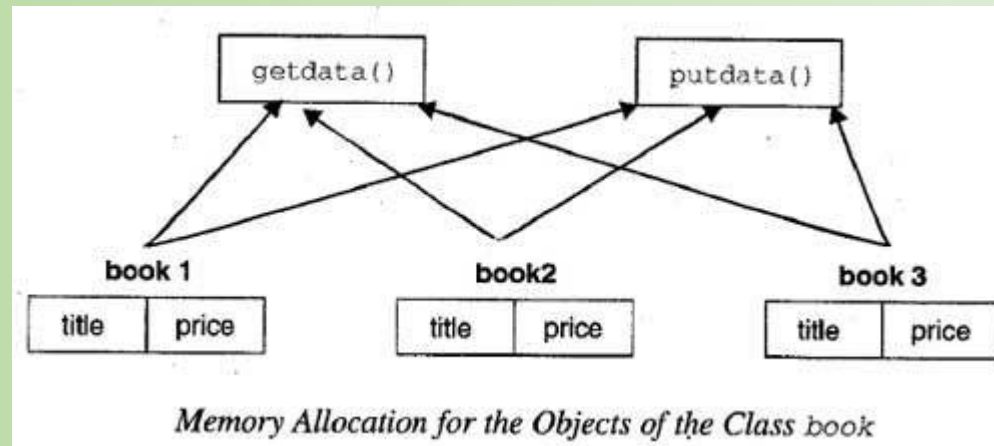 getdata() putdata()
book 1 book2 book 3
title price title price title price
Memory Allocation for the Objects of the Class book